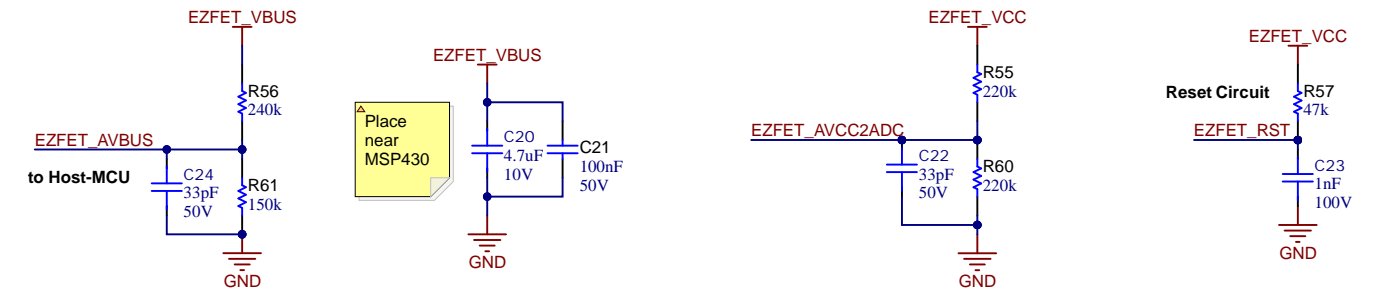 EZFET_VBUS
R56
240k
EZFET_AVBUS
to Host-MCU
C24
33pF
50V
R61
150k
GND
EZFET_VBUS
Place
near
MSP430
C20
4.7uF
10V
C21
100nF
50V
GND
EZFET_VCC
R55
220k
EZFET_AVCC2ADC
C22
33pF
50V
R60
220k
GND
EZFET_VCC
Reset Circuit
R57
47k
EZFET_RST
C23
1nF
100V
GND